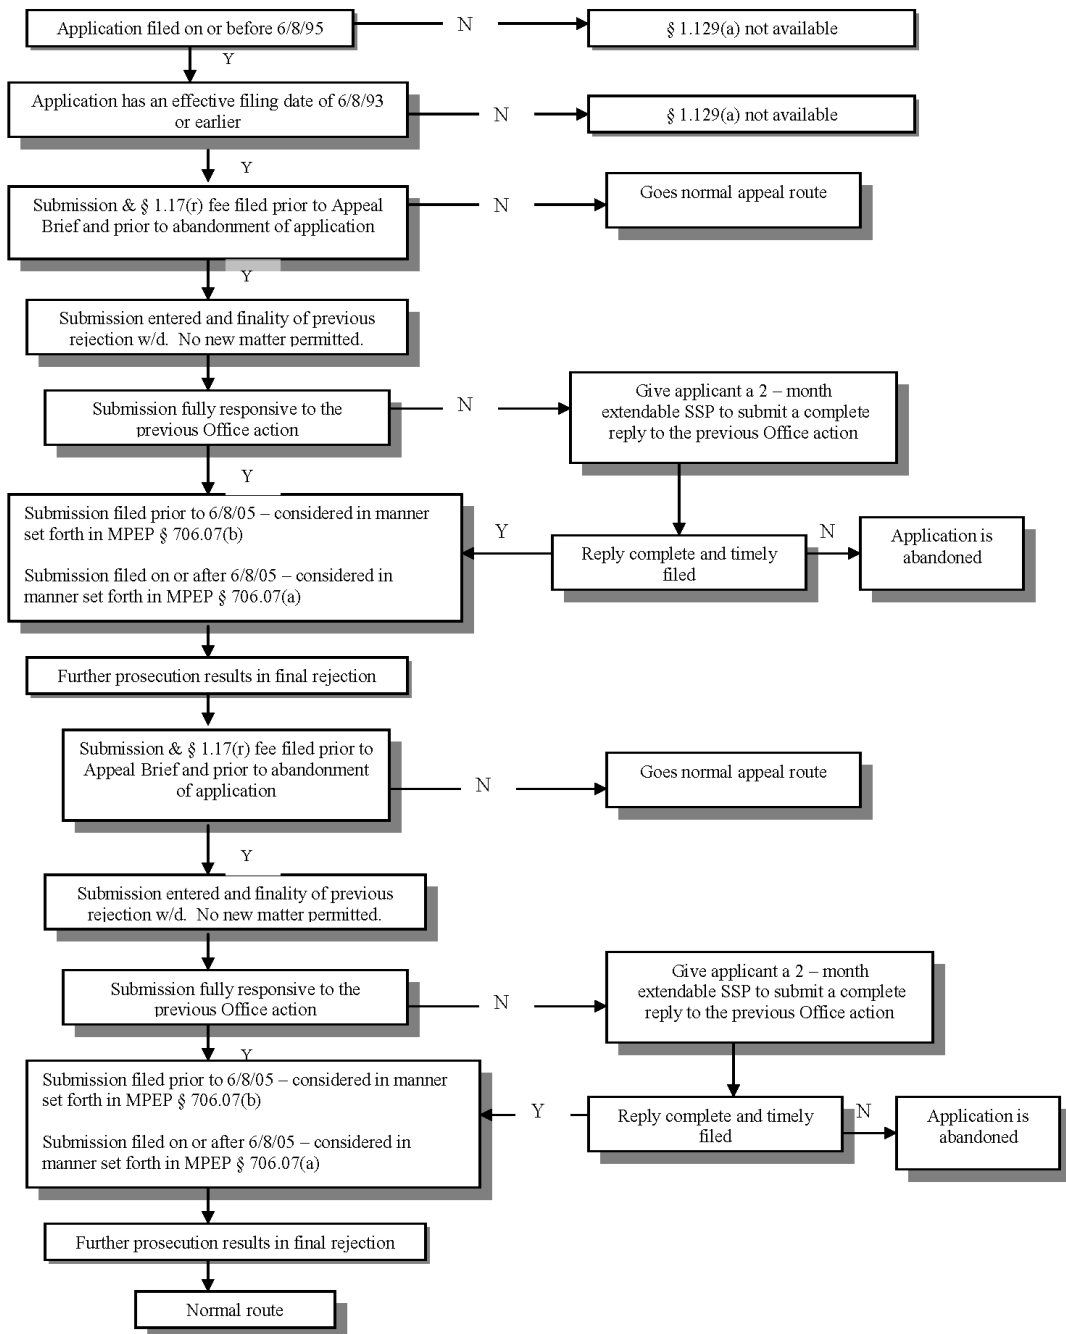 Application filed on or before 6/8/95
N
§ 1.129(a) not available
Y
Application has an effective filing date of 6/8/93
or earlier
N
§ 1.129(a) not available
Y
Submission & § 1.17(r) fee filed prior to Appeal
Brief and prior to abandonment of application
N
Goes normal appeal route
Y
Submission entered and finality of previous
rejection w/d. No new matter permitted.
Submission fully responsive to the
previous Office action
N
Give applicant a 2 – month
extendable SSP to submit a complete
reply to the previous Office action
Y
Submission filed prior to 6/8/05 – considered in manner
set forth in MPEP § 706.07(b)
Submission filed on or after 6/8/05 – considered in
manner set forth in MPEP § 706.07(a)
Y
Reply complete and timely
filed
N
Application is
abandoned
Further prosecution results in final rejection
Submission & § 1.17(r) fee filed prior to
Appeal Brief and prior to abandonment
of application
N
Goes normal appeal route
Y
Submission entered and finality of previous
rejection w/d. No new matter permitted.
Submission fully responsive to the
previous Office action
N
Give applicant a 2 – month
extendable SSP to submit a complete
reply to the previous Office action
Y
Submission filed prior to 6/8/05 – considered in manner
set forth in MPEP § 706.07(b)
Submission filed on or after 6/8/05 – considered in
manner set forth in MPEP § 706.07(a)
Y
Reply complete and timely
filed
N
Application is
abandoned
Further prosecution results in final rejection
Normal route